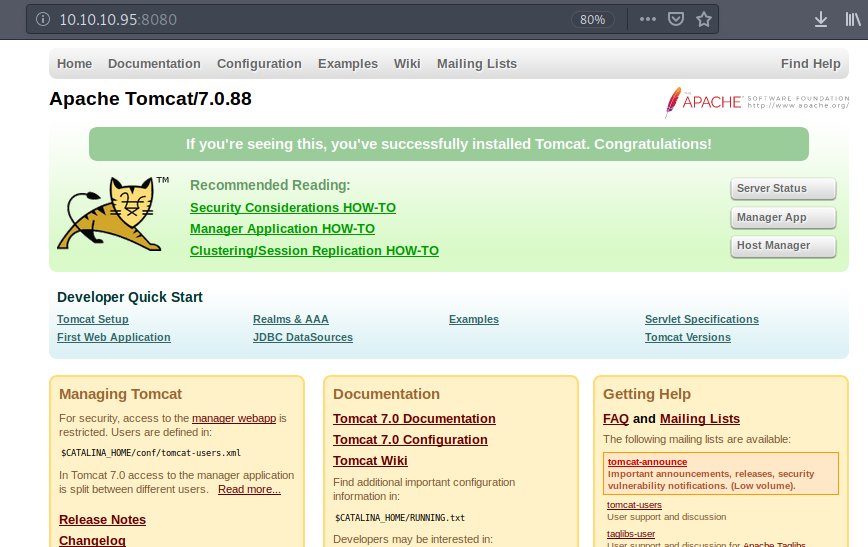 10.10.10.95:8080
80%
Home Documentation Configuration Examples Wiki Mailing Lists Find Help
Apache Tomcat/7.0.88
APACHE SOFTWARE FOUNDATION
http://www.apache.org/
If you're seeing this, you've successfully installed Tomcat. Congratulations!
TM
Recommended Reading:
Security Considerations HOW-TO
Manager Application HOW-TO
Clustering/Session Replication HOW-TO
Server Status
Manager App
Host Manager
Developer Quick Start
Tomcat Setup
First Web Application
Realms & AAA
JDBC DataSources
Examples
Servlet Specifications
Tomcat Versions
Managing Tomcat
For security, access to the manager webapp is
restricted. Users are defined in:
$CATALINA_HOME/conf/tomcat-users.xml
In Tomcat 7.0 access to the manager application
is split between different users. Read more...
Release Notes
Changelog
Documentation
Tomcat 7.0 Documentation
Tomcat 7.0 Configuration
Tomcat Wiki
Find additional important configuration
information in:
$CATALINA_HOME/RUNNING.txt
Developers may be interested in:
Getting Help
FAQ and Mailing Lists
The following mailing lists are available:
tomcat-announce
Important announcements, releases, security
vulnerability notifications. (Low volume).
tomcat-users
User support and discussion
taglibs-user
User support and discussion for Apache Taglibs